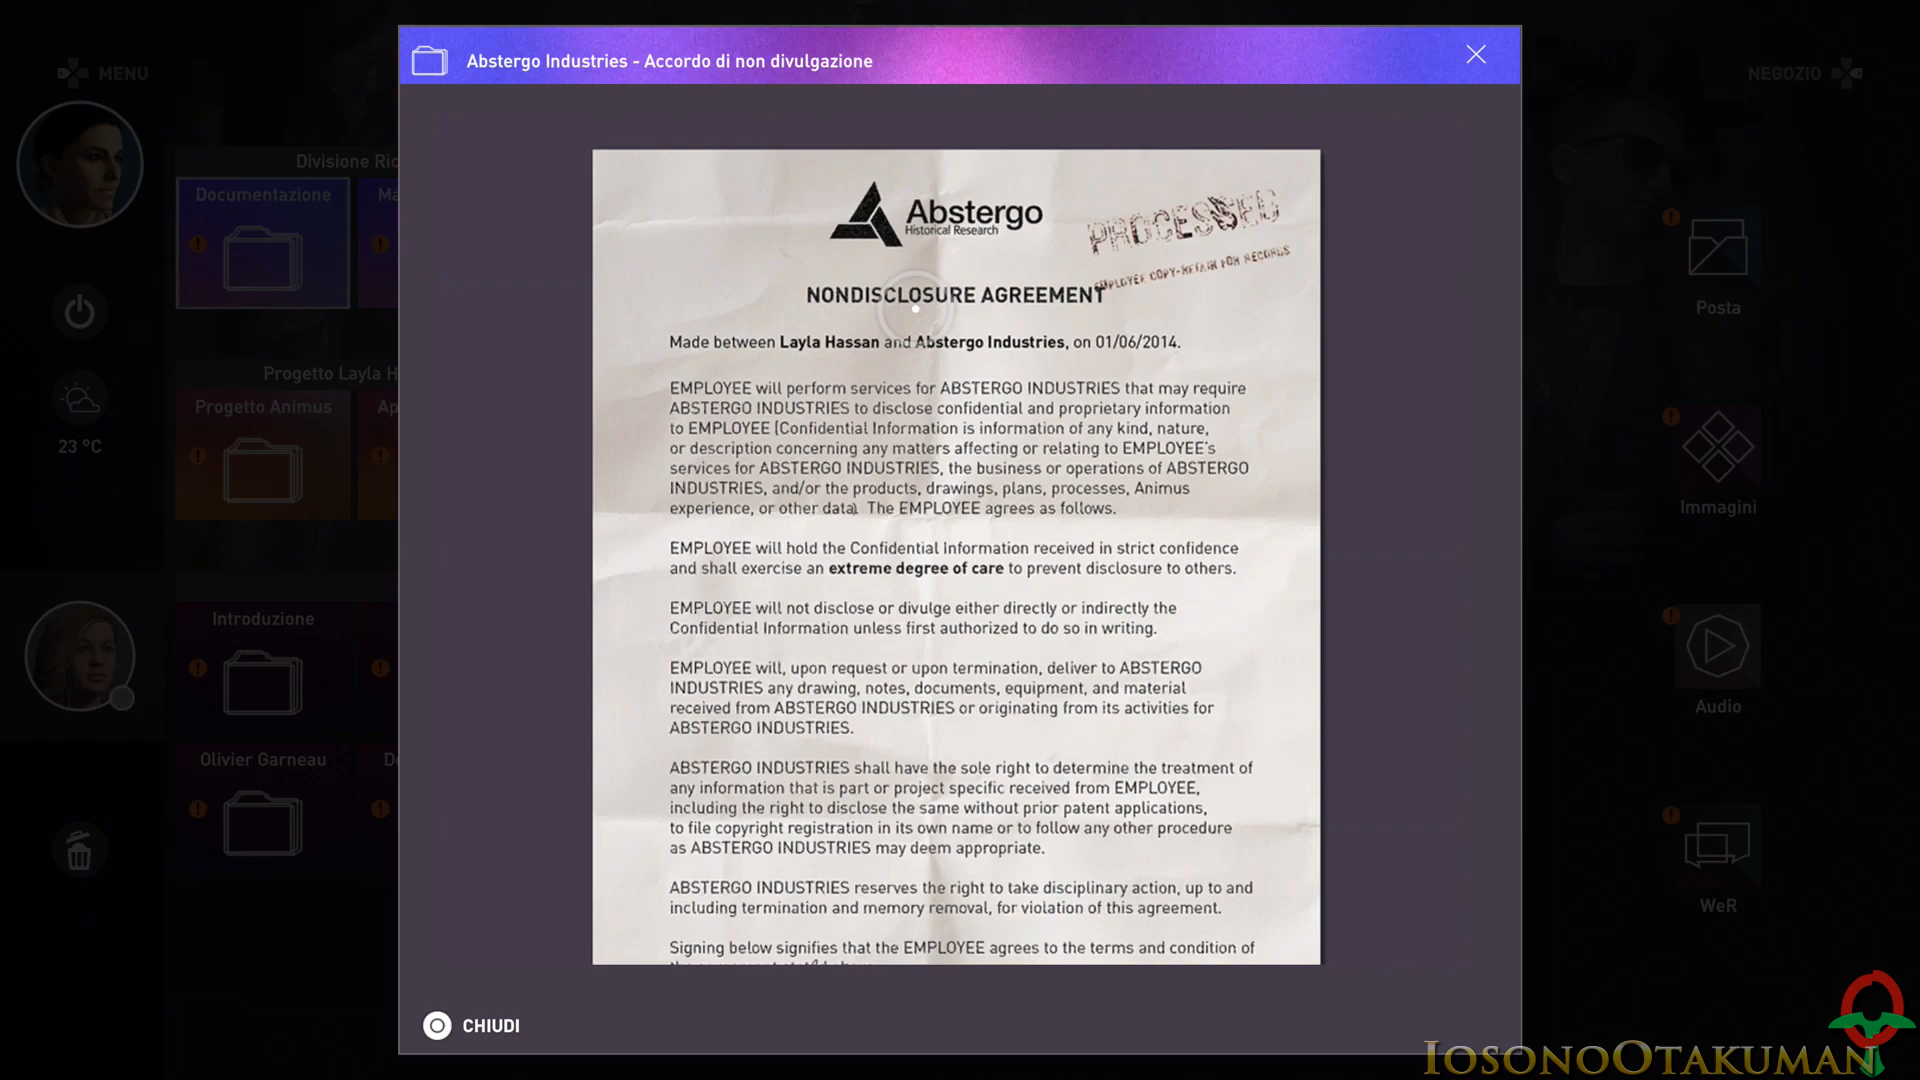 Abstergo Industries - Accordo di non divulgazione
MENU
NEGOZIO
Divisione Ric
Documentazione
Ma
Progetto Layla H
Progetto Animus
Ap
23 °C
Introduzione
Olivier Garneau
De
Posta
Immagini
Audio
WeR
Abstergo
Historical Research
PROCESSED
EMPLOYEE COPY-RETAIN FOR RECORDS
NONDISCLOSURE AGREEMENT
Made between Layla Hassan and Abstergo Industries, on 01/06/2014.
EMPLOYEE will perform services for ABSTERGO INDUSTRIES that may require
ABSTERGO INDUSTRIES to disclose confidential and proprietary information
to EMPLOYEE (Confidential Information is information of any kind, nature,
or description concerning any matters affecting or relating to EMPLOYEE's
services for ABSTERGO INDUSTRIES, the business or operations of ABSTERGO
INDUSTRIES, and/or the products, drawings, plans, processes, Animus
experience, or other data). The EMPLOYEE agrees as follows.
EMPLOYEE will hold the Confidential Information received in strict confidence
and shall exercise an extreme degree of care to prevent disclosure to others.
EMPLOYEE will not disclose or divulge either directly or indirectly the
Confidential Information unless first authorized to do so in writing.
EMPLOYEE will, upon request or upon termination, deliver to ABSTERGO
INDUSTRIES any drawing, notes, documents, equipment, and material
received from ABSTERGO INDUSTRIES or originating from its activities for
ABSTERGO INDUSTRIES.
ABSTERGO INDUSTRIES shall have the sole right to determine the treatment of
any information that is part or project specific received from EMPLOYEE,
including the right to disclose the same without prior patent applications,
to file copyright registration in its own name or to follow any other procedure
as ABSTERGO INDUSTRIES may deem appropriate.
ABSTERGO INDUSTRIES reserves the right to take disciplinary action, up to and
including termination and memory removal, for violation of this agreement.
Signing below signifies that the EMPLOYEE agrees to the terms and condition of
CHIUDI
IOSONOOTAKUMAN